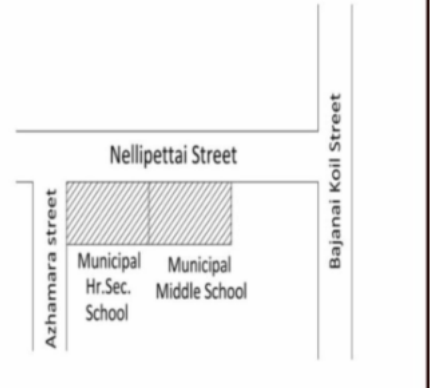 Nellipettai Street
Bajanai Koil Street
Azhamara street
Municipal
Hr.Sec.
School
Municipal
Middle School